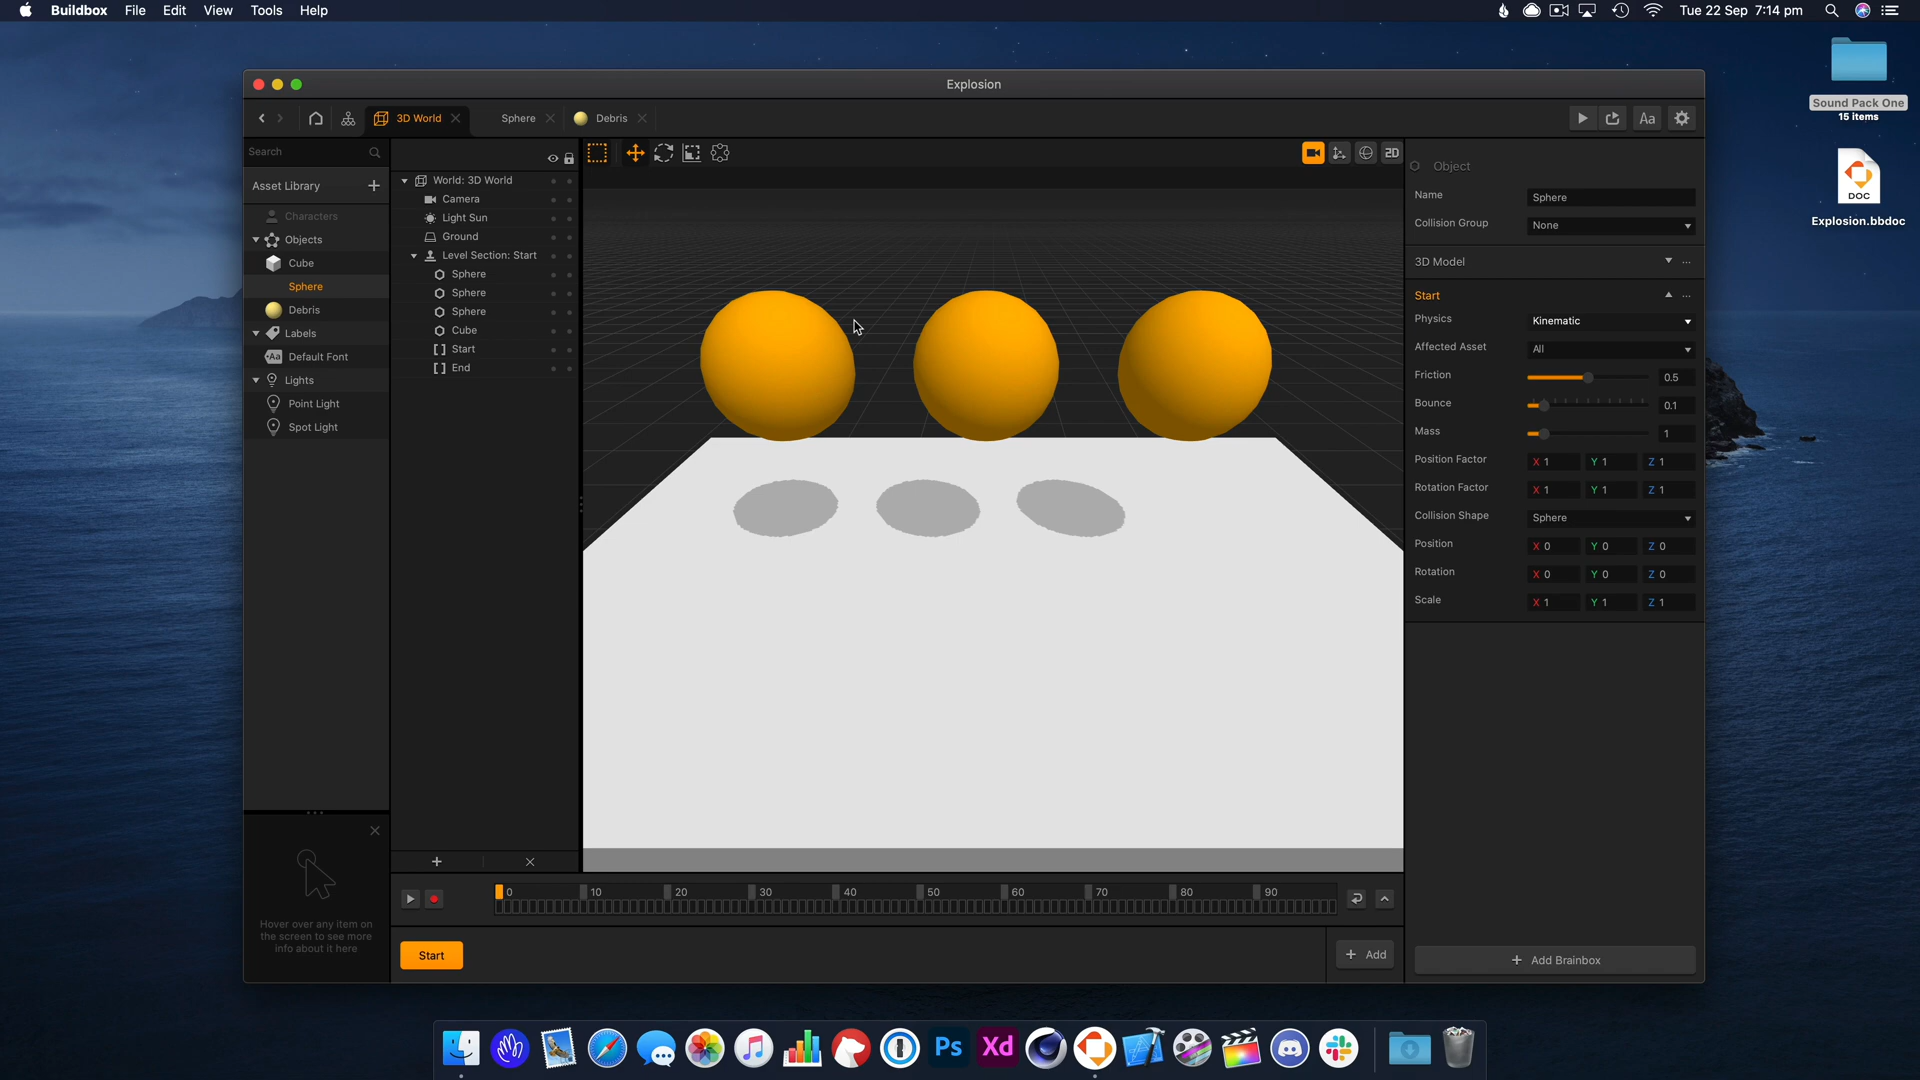 Buildbox File Edit View Tools Help
Tue 22 Sep 7:14 pm
Explosion
3D World Sphere Debris
Aa
Search
Asset Library
Characters
Objects
Cube
Sphere
Debris
Labels
Aa Default Font
Lights
Point Light
Spot Light
Hover over any item on
the screen to see more
info about it here
World: 3D World
Camera
Light Sun
Ground
Level Section: Start
Sphere
Sphere
Sphere
Cube
Start
End
2D
0 10 20 30 40 50 60 70 80 90
Start
Add
Object
Name Sphere
Collision Group None
3D Model
Start
Physics Kinematic
Affected Asset All
Friction 0.5
Bounce 0.1
Mass 1
Position Factor X 1 Y 1 Z 1
Rotation Factor X 1 Y 1 Z 1
Collision Shape Sphere
Position X 0 Y 0 Z 0
Rotation X 0 Y 0 Z 0
Scale X 1 Y 1 Z 1
Add Brainbox
Sound Pack One
15 items
DOC
Explosion.bbdoc
Ps Xd